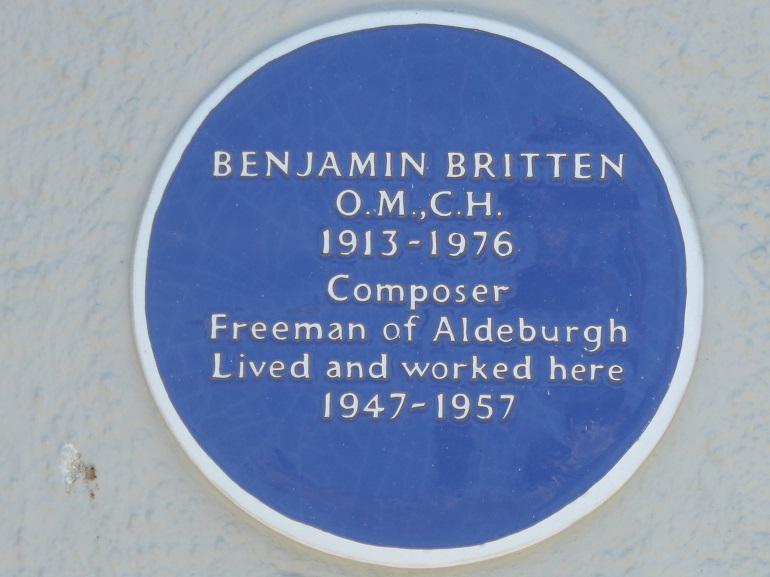 BENJAMIN BRITTEN
O.M.,C.H.
1913-1976
Composer
Freeman of Aldeburgh
Lived and worked here
1947-1957